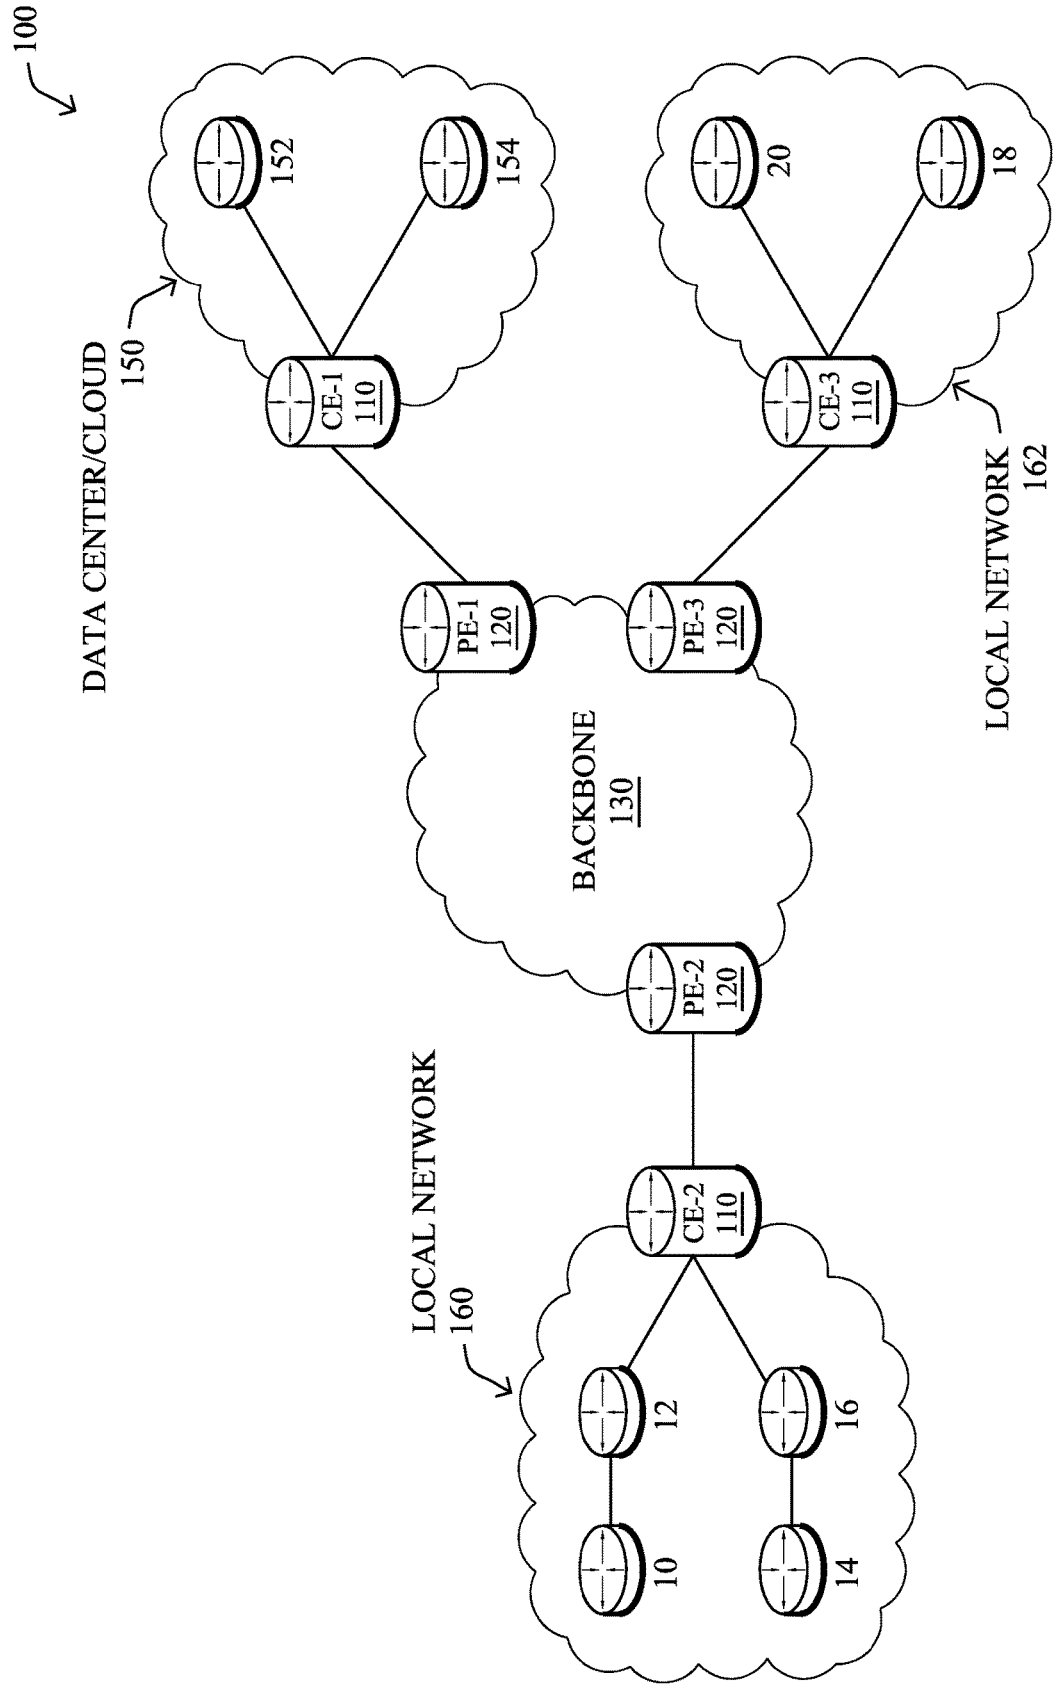 100
DATA CENTER/CLOUD
150
152
154
CE-1
110
PE-1
120
BACKBONE
130
PE-3
120
CE-3
110
20
18
LOCAL NETWORK
162
PE-2
120
CE-2
110
LOCAL NETWORK
160
12
10
16
14